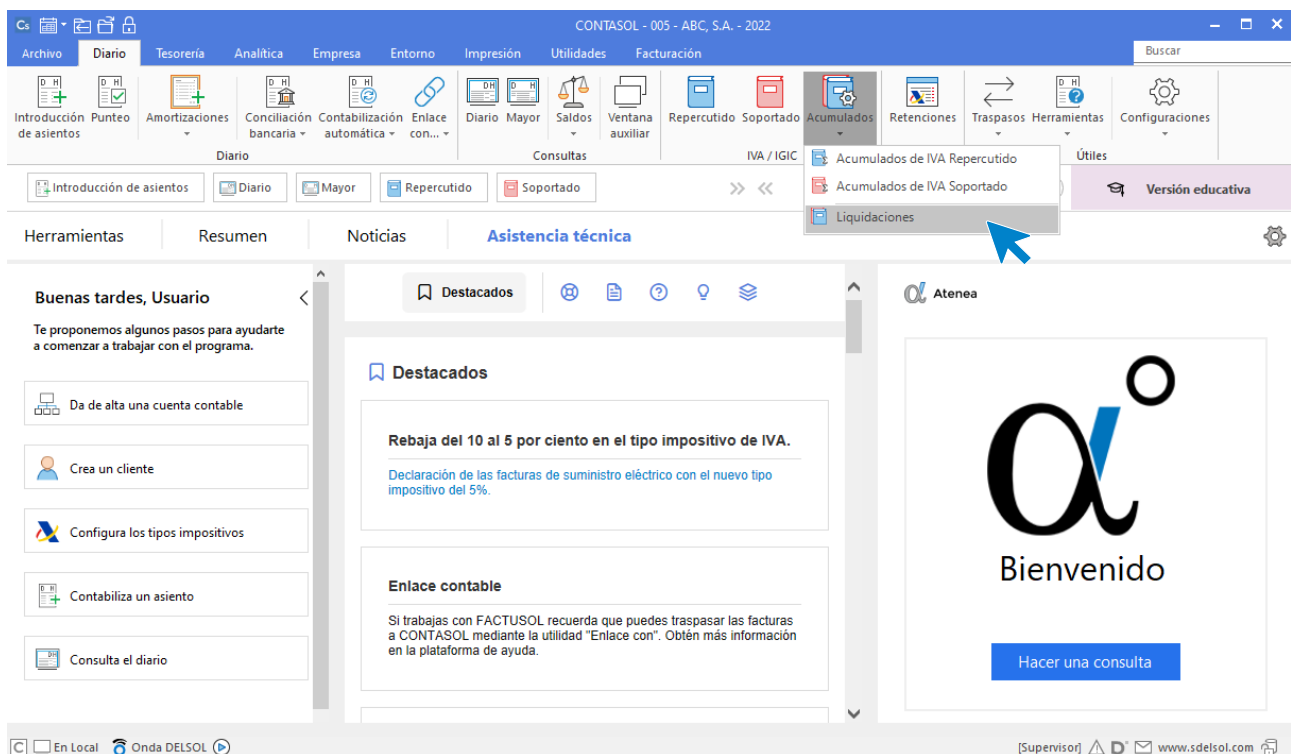 Cs
CONTASOL - 005 - ABC, S.A. - 2022
Archivo Diario Tesorería Analítica Empresa Entorno Impresión Utilidades Facturación Buscar
Introducción de asientos
Punteo
Amortizaciones
Conciliación bancaria
Contabilización automática
Enlace con...
Diario
Mayor
Saldos
Ventana auxiliar
Repercutido
Soportado
Acumulados
Retenciones
Traspasos
Herramientas
Configuraciones
Diario Consultas IVA / IGIC Útiles
Acumulados de IVA Repercutido
Acumulados de IVA Soportado
Liquidaciones
Introducción de asientos Diario Mayor Repercutido Soportado Versión educativa
Herramientas Resumen Noticias Asistencia técnica
Buenas tardes, Usuario
Te proponemos algunos pasos para ayudarte
a comenzar a trabajar con el programa.
Da de alta una cuenta contable
Crea un cliente
Configura los tipos impositivos
Contabiliza un asiento
Consulta el diario
Destacados
Destacados
Rebaja del 10 al 5 por ciento en el tipo impositivo de IVA.
Declaración de las facturas de suministro eléctrico con el nuevo tipo
impositivo del 5%.
Enlace contable
Si trabajas con FACTUSOL recuerda que puedes traspasar las facturas
a CONTASOL mediante la utilidad "Enlace con". Obtén más información
en la plataforma de ayuda.
Atenea
Bienvenido
Hacer una consulta
C En Local Onda DELSOL [Supervisor] D www.sdelsol.com